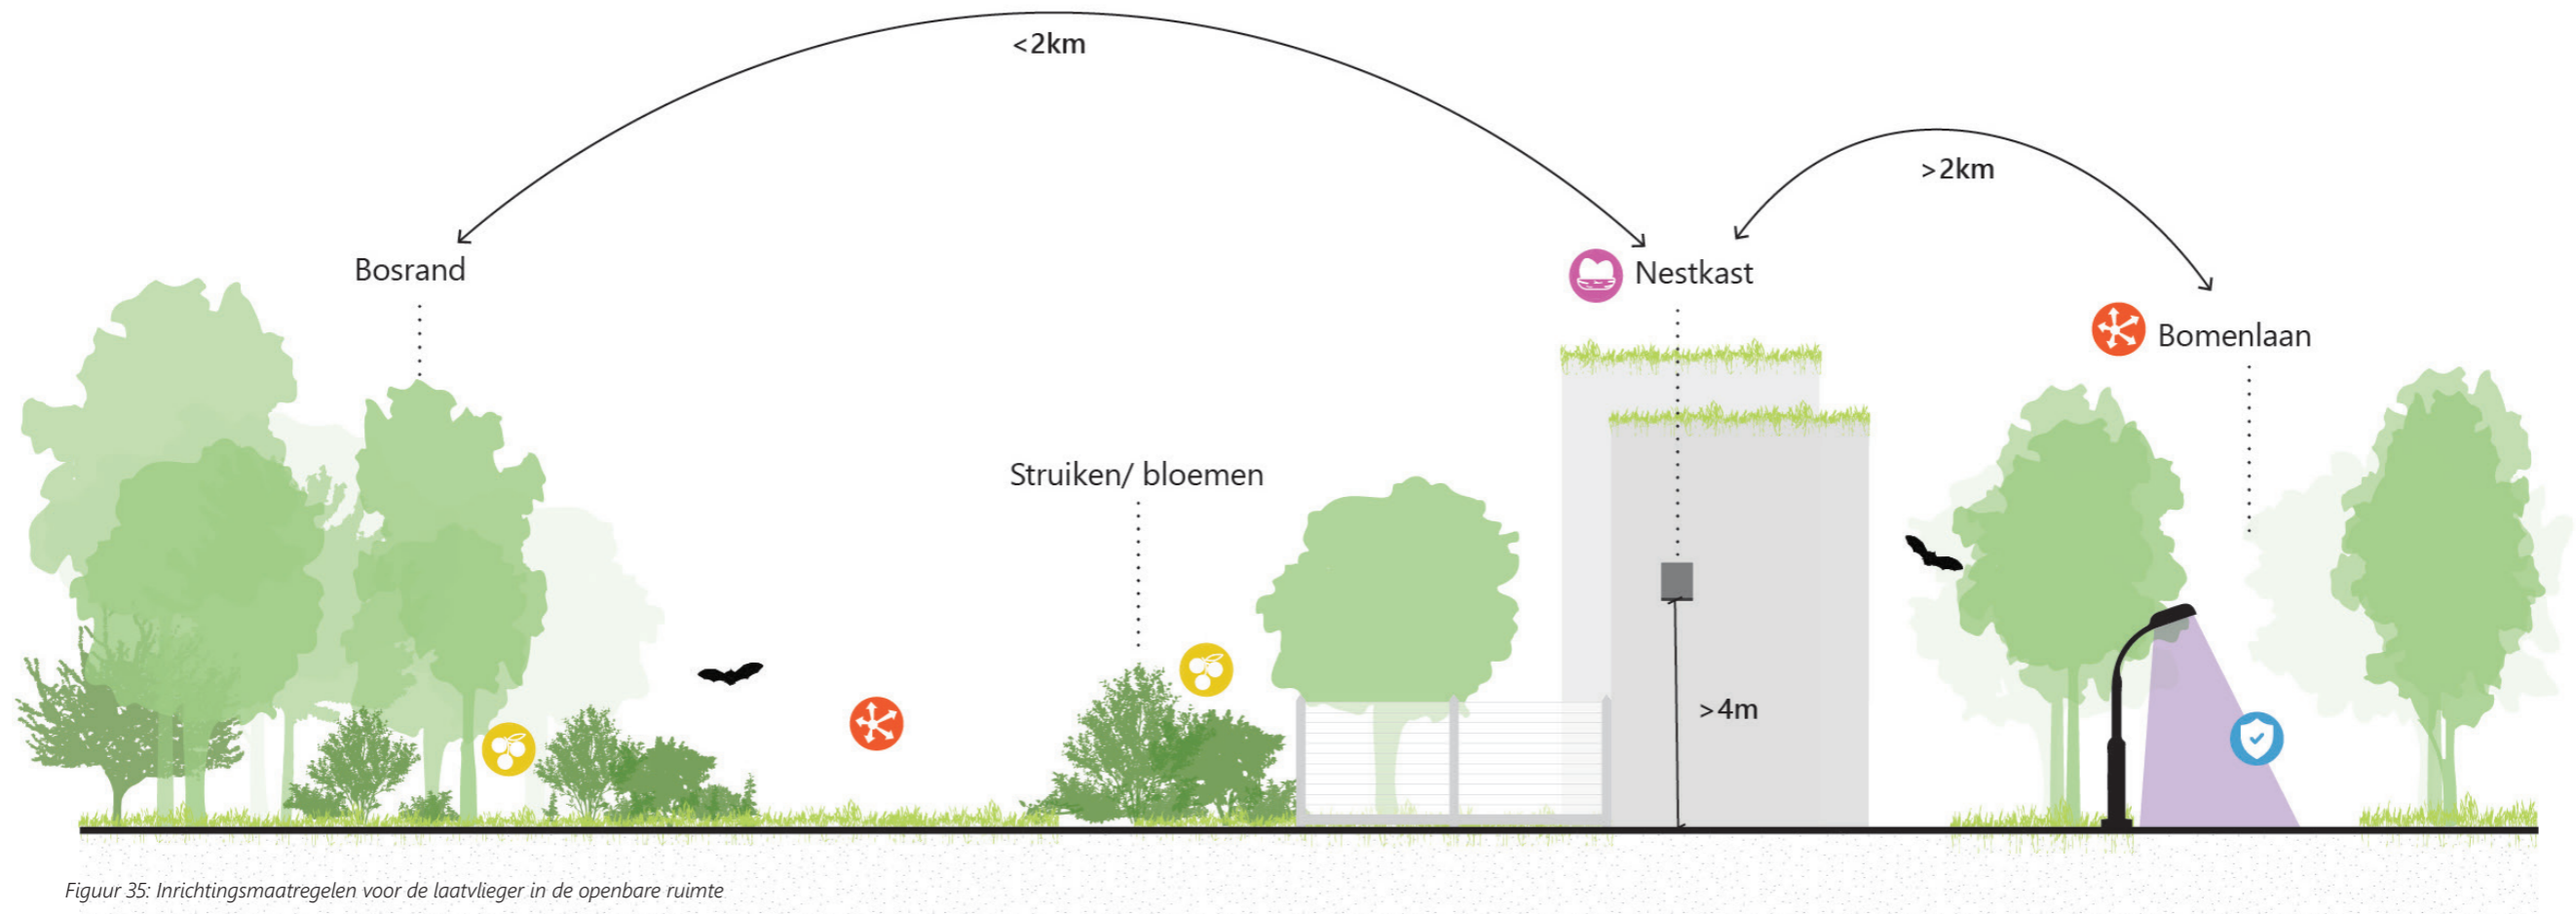 <2km
>2km
Bosrand
Nestkast
Bomenlaan
Struiken/ bloemen
>4m
Figuur 35: Inrichtingsmaatregelen voor de laatvlieger in de openbare ruimte